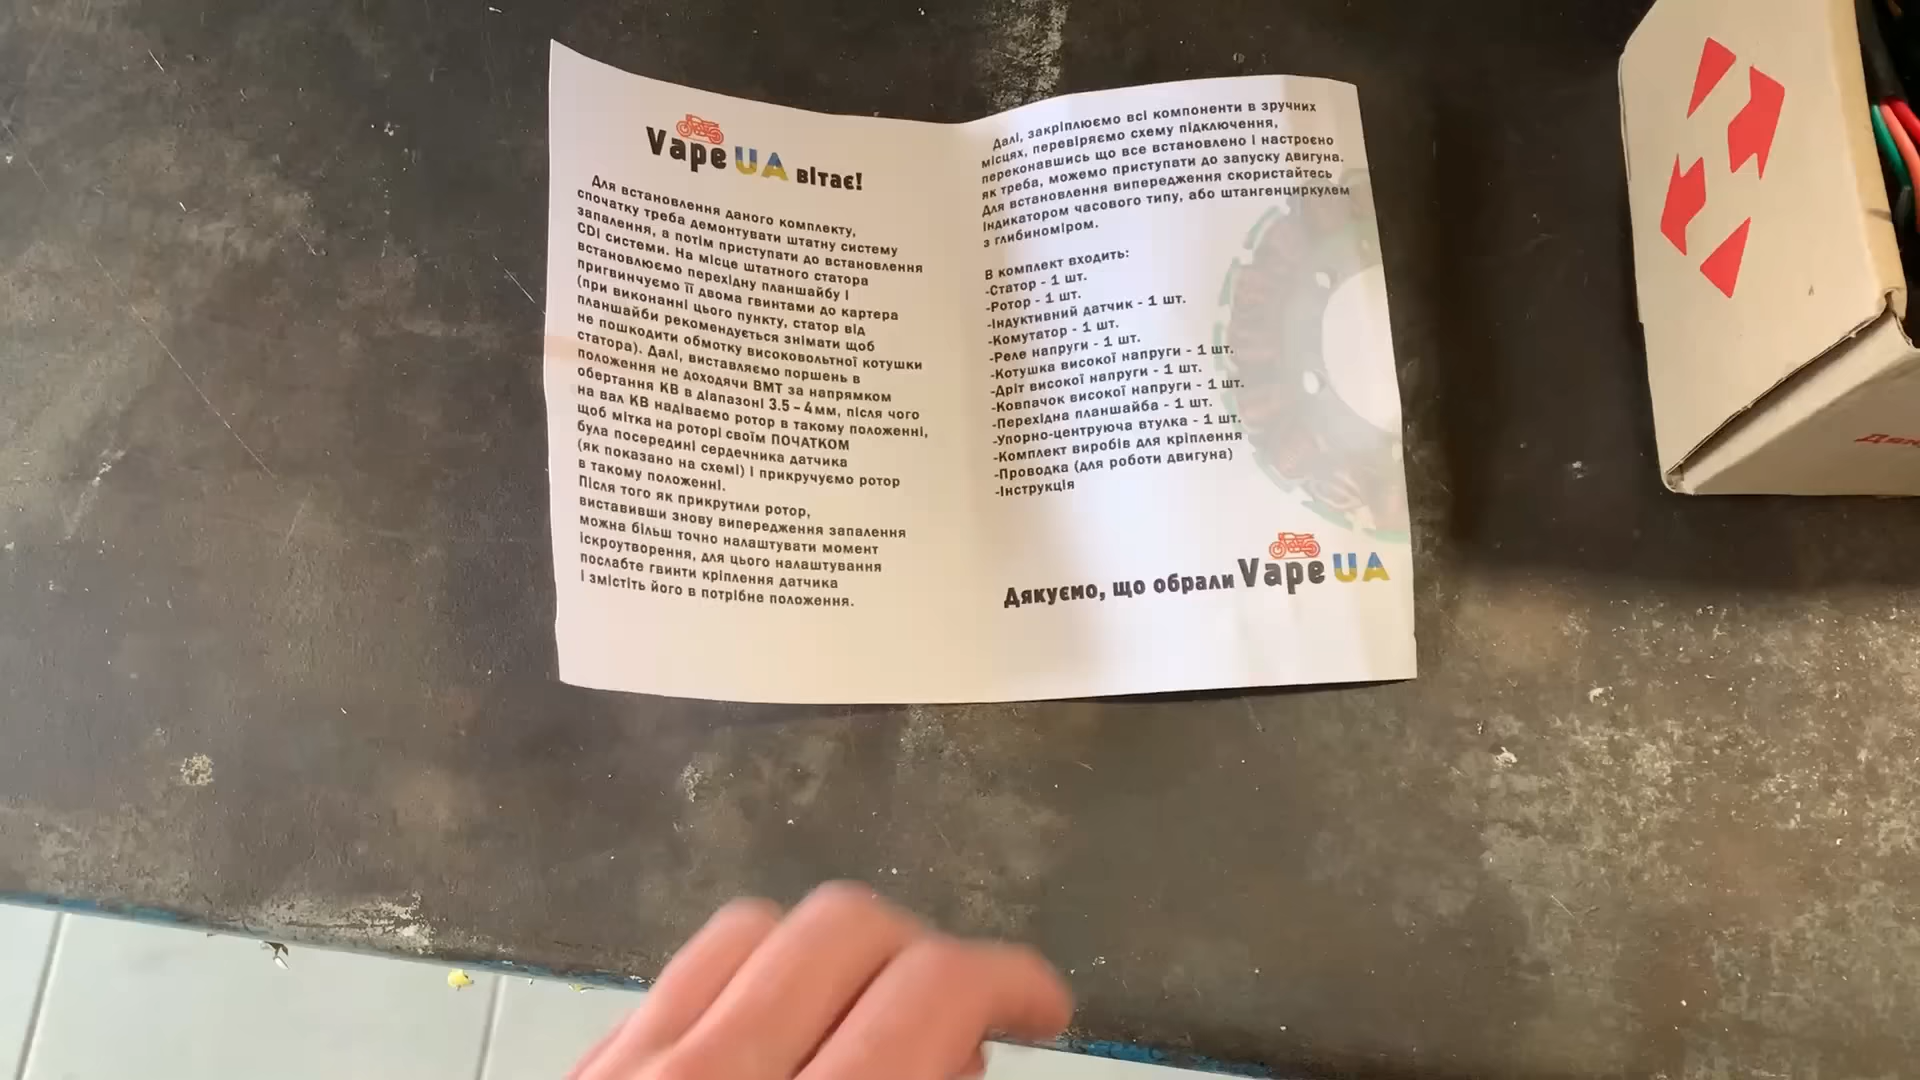 Vape UA вітає!
Для встановлення даного комплекту,
спочатку треба демонтувати штатну систему
запалення, а потім приступати до встановлення
CDI системи. На місце штатного статора
встановлюємо перехідну планшайбу і
пригвинчуємо її двома гвинтами до картера
(при виконанні цього пункту, статор від
планшайби рекомендується знімати щоб
не пошкодити обмотку високовольтної котушки
статора). Далі, виставляємо поршень в
положення не доходячи ВМТ за напрямком
обертання КВ в діапазоні 3.5 – 4мм, після чого
на вал КВ надіваємо ротор в такому положенні,
щоб мітка на роторі своїм ПОЧАТКОМ
була посередині сердечника датчика
(як показано на схемі) і прикручуємо ротор
в такому положенні.
Після того як прикрутили ротор,
виставивши знову випередження запалення
можна більш точно налаштувати момент
іскроутворення, для цього налаштування
послабте гвинти кріплення датчика
і змістіть його в потрібне положення.
Далі, закріплюємо всі компоненти в зручних
місцях, перевіряємо схему підключення,
переконавшись що все встановлено і настроєно
як треба, можемо приступати до запуску двигуна.
Для встановлення випередження скористайтесь
індикатором часового типу, або штангенциркулем
з глибиноміром.
В комплект входить:
-Статор - 1 шт.
-Ротор - 1 шт.
-Індуктивний датчик - 1 шт.
-Комутатор - 1 шт.
-Реле напруги - 1 шт.
-Котушка високої напруги - 1 шт.
-Дріт високої напруги - 1 шт.
-Ковпачок високої напруги - 1 шт.
-Перехідна планшайба - 1 шт.
-Упорно-центруюча втулка - 1 шт.
-Комплект виробів для кріплення
-Проводка (для роботи двигуна)
-Інструкція
Дякуємо, що обрали Vape UA